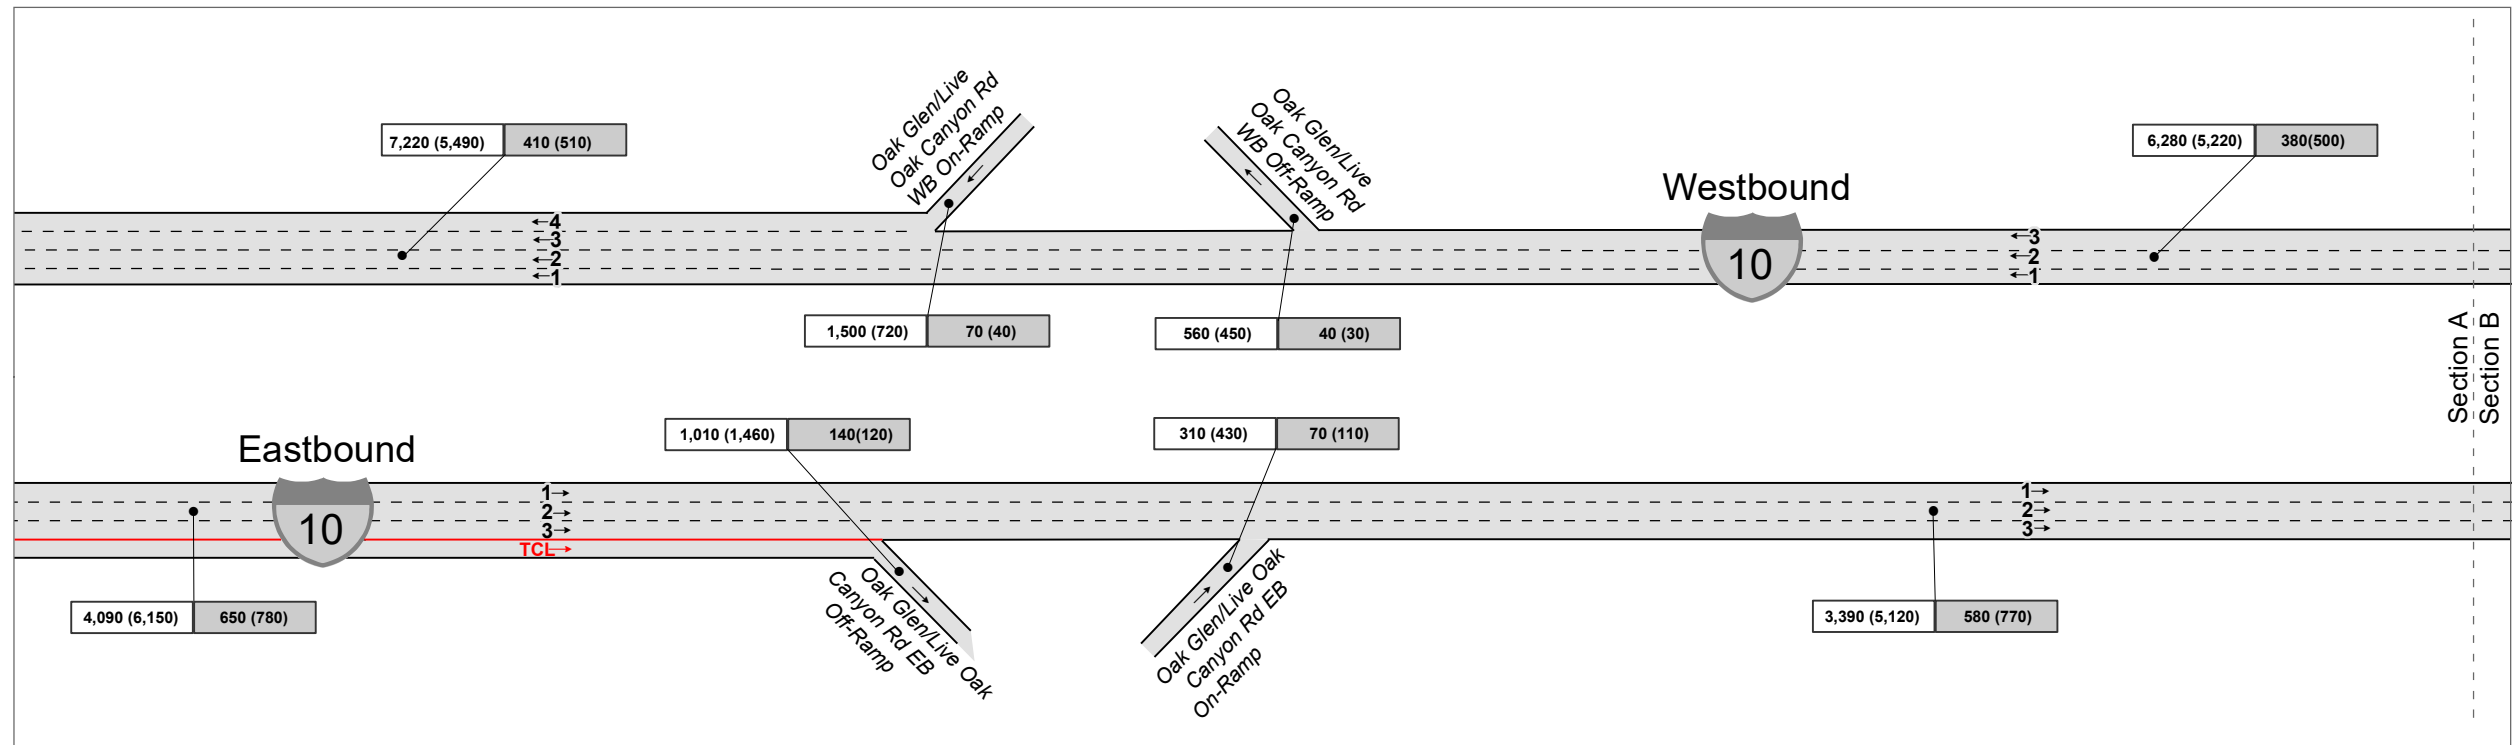 Oak Glen/Live
Oak Canyon Rd
WB On-Ramp
Oak Glen/Live
Oak Canyon Rd
WB Off-Ramp
7,220 (5,490) 410 (510)
6,280 (5,220) 380(500)
Westbound
10
4
3
2
1
3
2
1
1,500 (720) 70 (40)
560 (450) 40 (30)
Section A
Section B
1,010 (1,460) 140(120)
310 (430) 70 (110)
Eastbound
10
1
2
3
TCL
1
2
3
4,090 (6,150) 650 (780)
3,390 (5,120) 580 (770)
Oak Glen/Live Oak
Canyon Rd EB
Off-Ramp
Oak Glen/Live Oak
Canyon Rd EB
On-Ramp